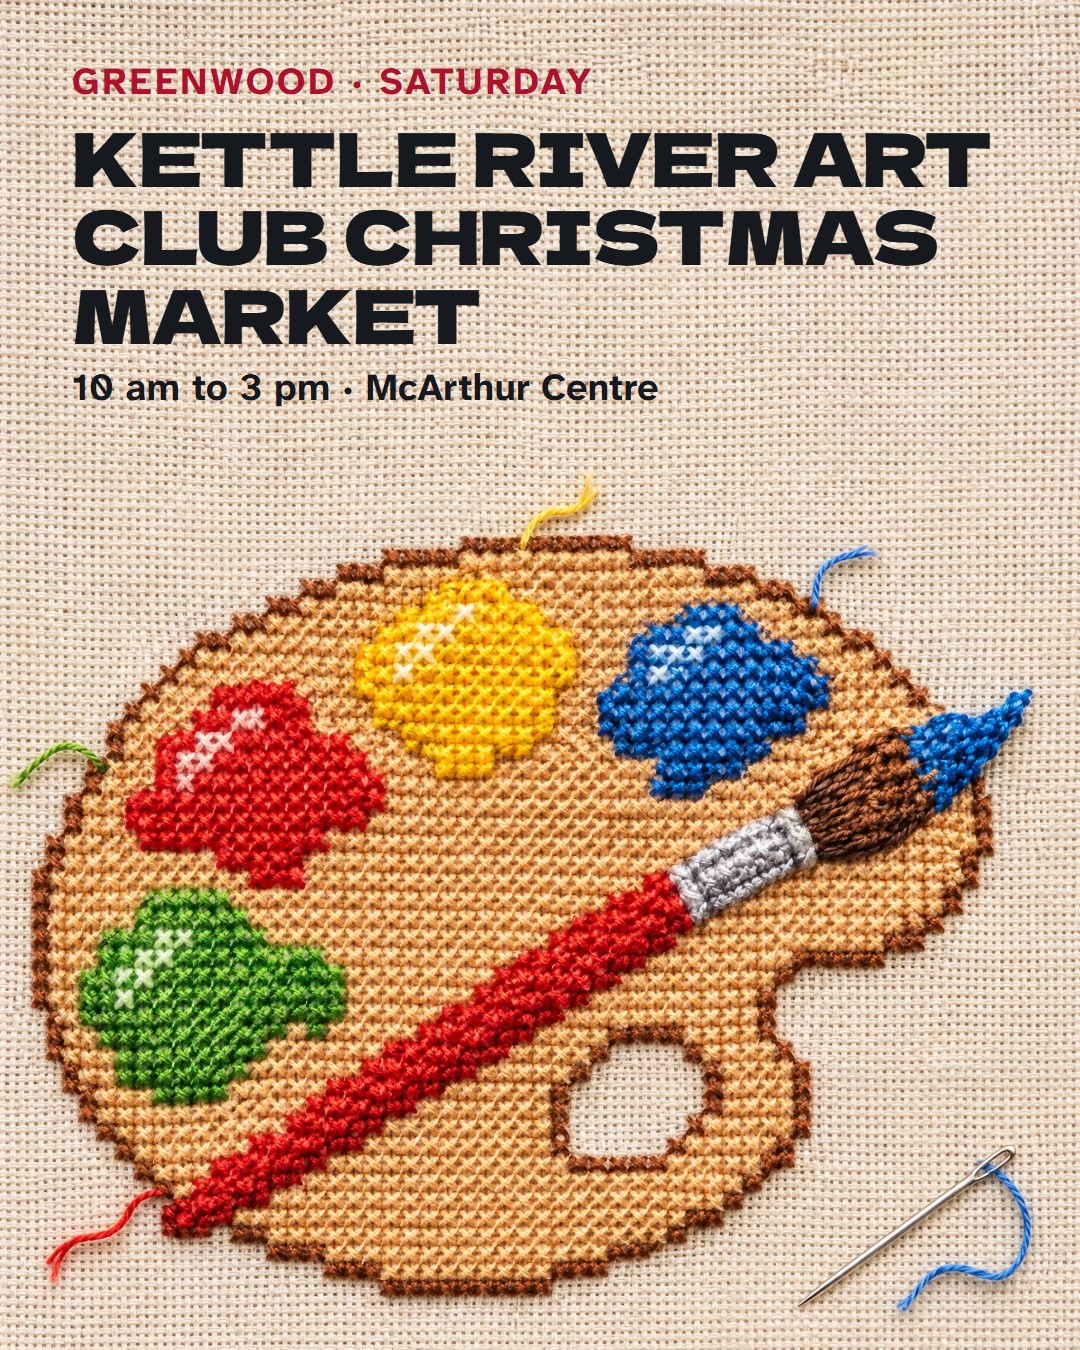 GREENWOOD · SATURDAY
KETTLE RIVER ART
CLUB CHRISTMAS
MARKET
10 am to 3 pm · McArthur Centre